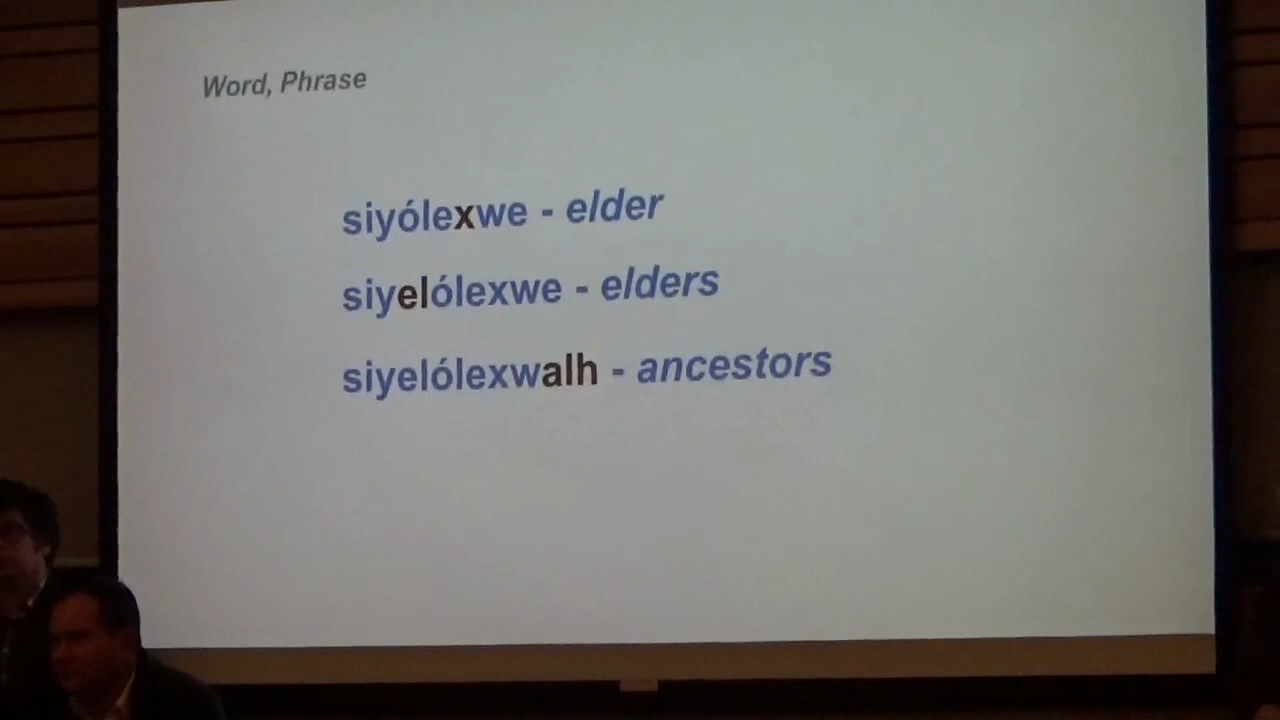 Word, Phrase
siyólexwe - elder
siyelólexwe - elders
siyelólexwalh - ancestors